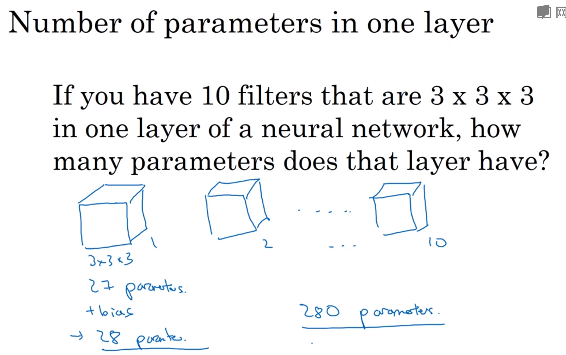 Number of parameters in one layer
网
If you have 10 filters that are 3 x 3 x 3
in one layer of a neural network, how
many parameters does that layer have?
1 2 ..... ... 10
3x3x3
27 parameters.
+ bias
→ 28 parameters.
280 parameters.